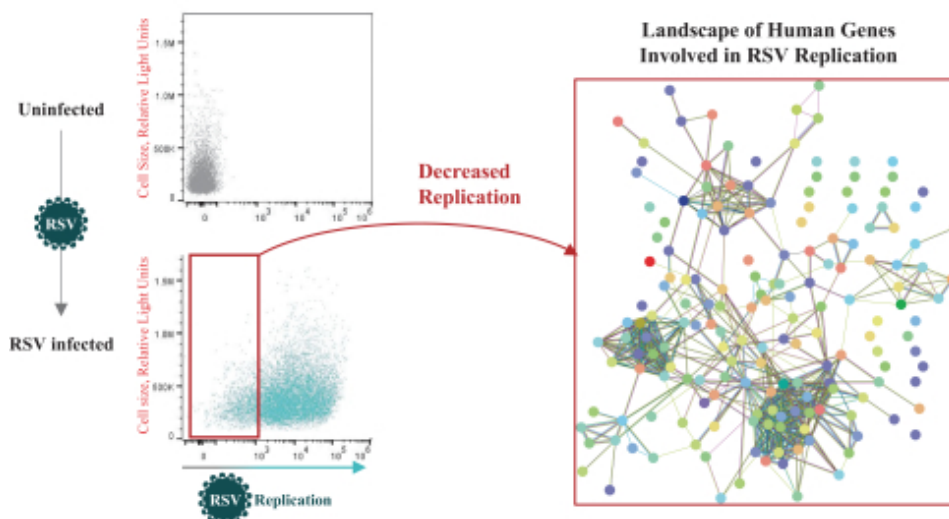 Landscape of Human Genes
Involved in RSV Replication
Uninfected
RSV
RSV infected
Cell Size, Relative Light Units
1.5M
1.0M
500K
0
0 10³ 10⁴ 10⁵ 10⁶
Decreased
Replication
Cell size, Relative Light Units
1.5M
1.0M
500K
0
0 10³ 10⁴ 10⁵ 10⁶
RSV Replication